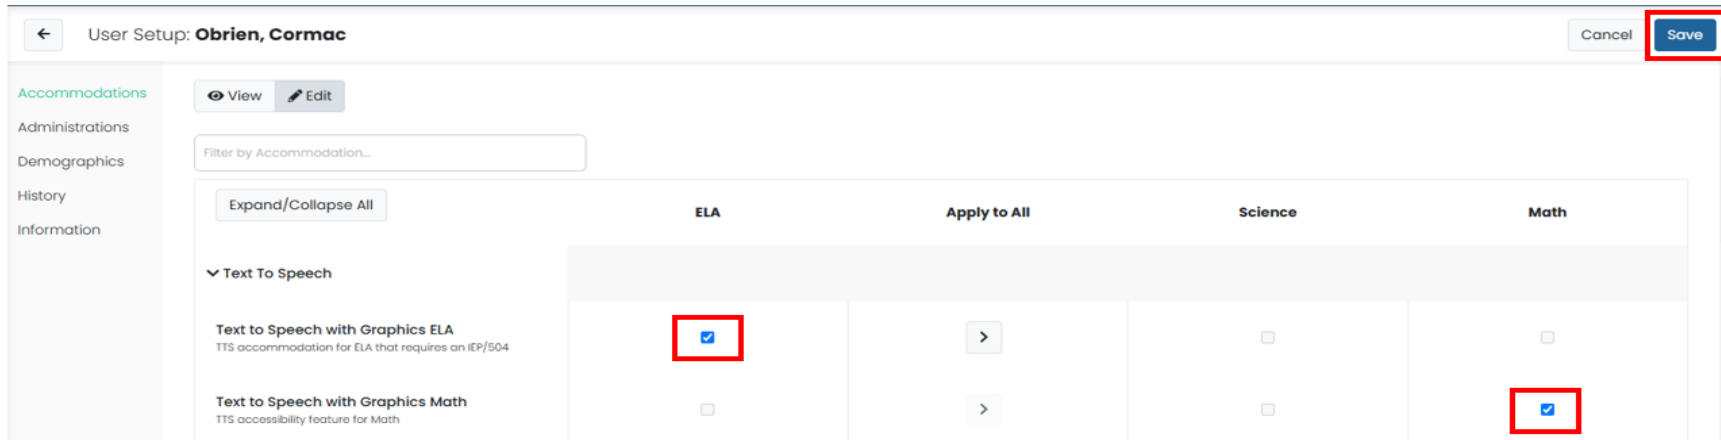 User Setup: Obrien, Cormac
Cancel
Save
Accommodations
Administrations
Demographics
History
Information
View
Edit
Filter by Accommodation...
Expand/Collapse All
ELA
Apply to All
Science
Math
Text To Speech
Text to Speech with Graphics ELA
TTS accommodation for ELA that requires an IEP/504
Text to Speech with Graphics Math
TTS accessibility feature for Math